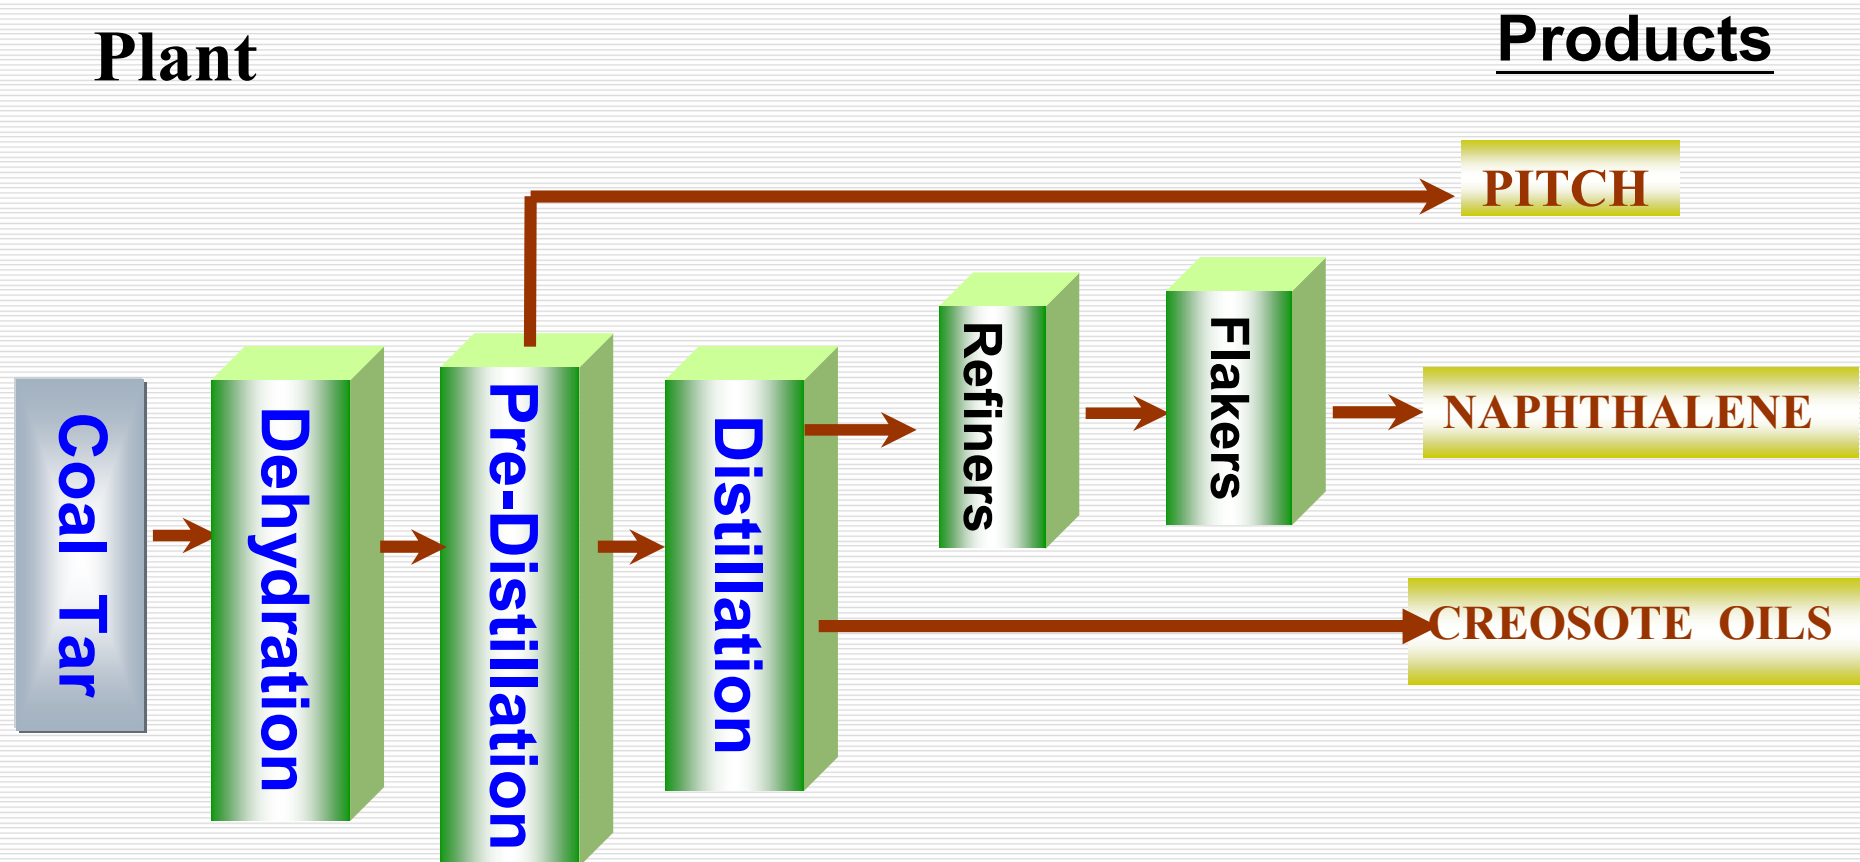 Plant
Products
PITCH
Coal Tar
Dehydration
Pre-Distillation
Distillation
Refiners
Flakers
NAPHTHALENE
CREOSOTE OILS